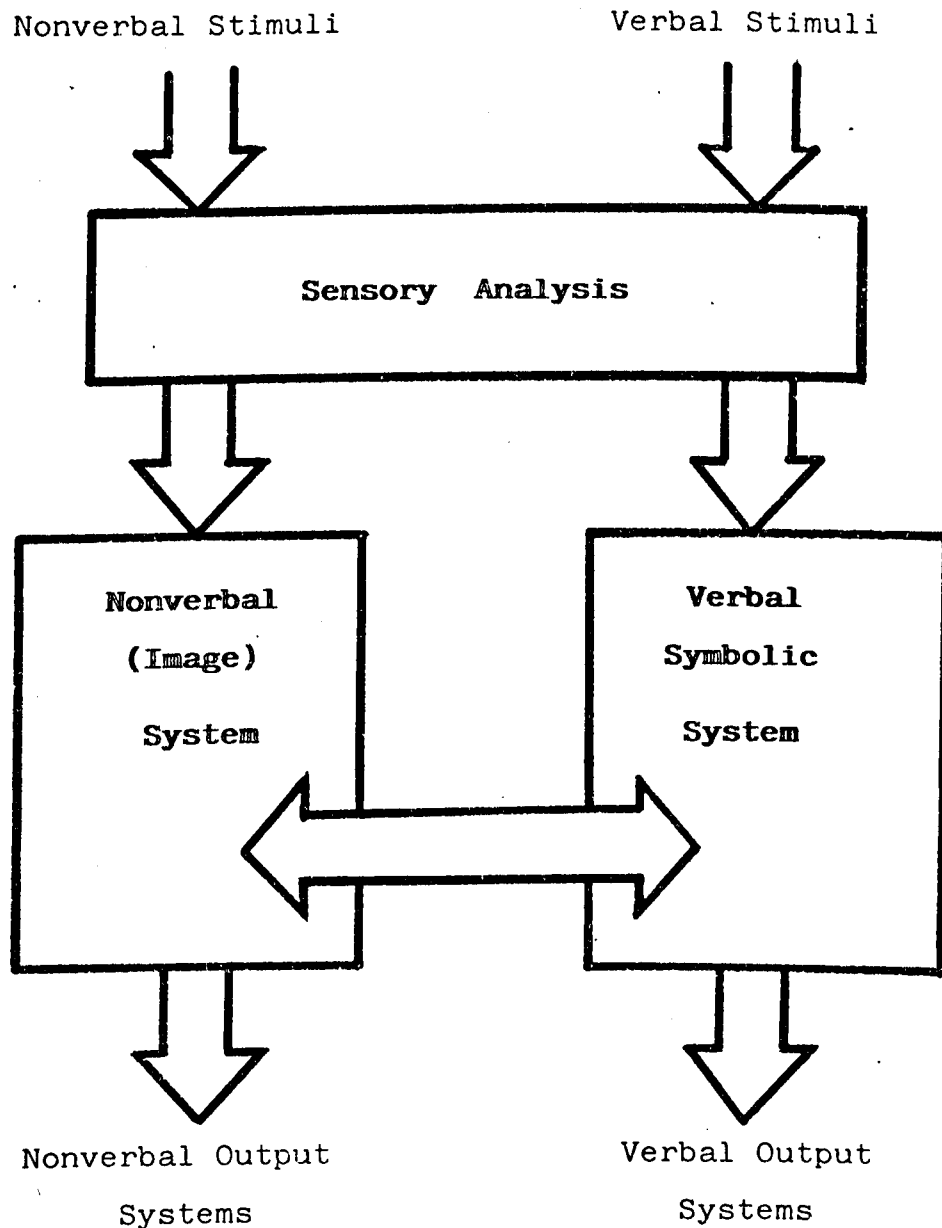 Nonverbal Stimuli
Verbal Stimuli
Sensory Analysis
Nonverbal
(Image)
System
Verbal
Symbolic
System
Nonverbal Output
Systems
Verbal Output
Systems